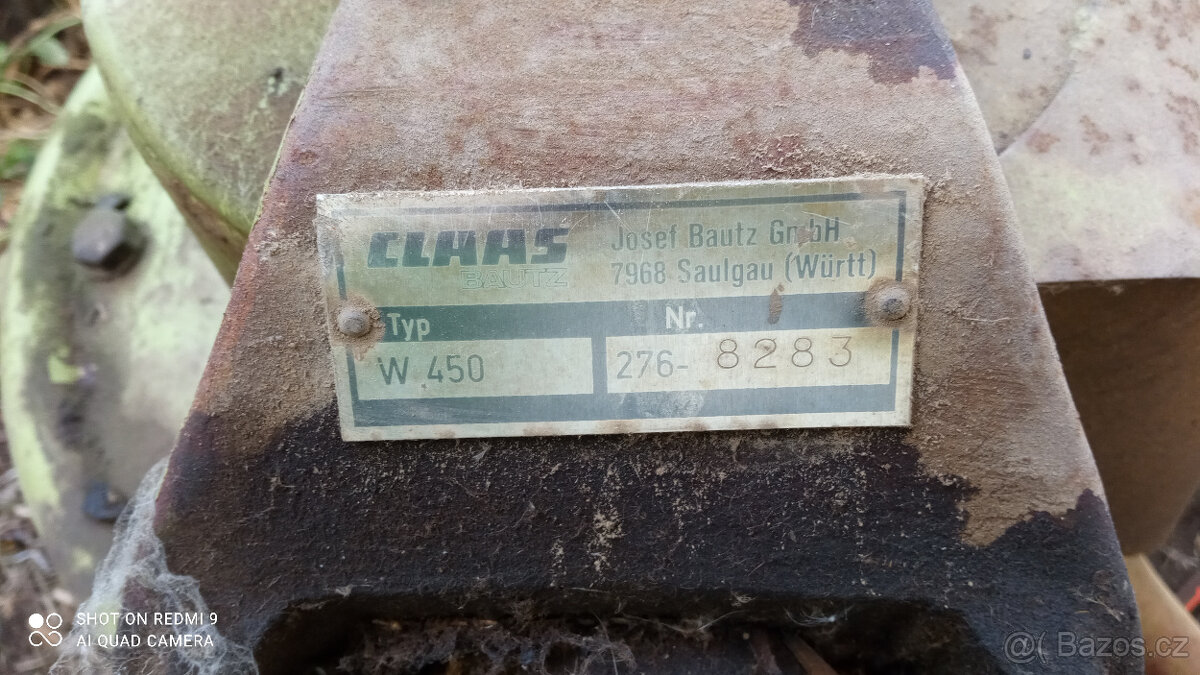 CLAAS
BAUTZ
Josef Bautz GmbH
7968 Saulgau (Württ)
Typ
Nr.
W 450
276- 8283
SHOT ON REDMI 9
AI QUAD CAMERA
@( Bazos.cz